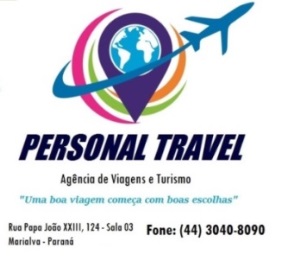 PERSONAL TRAVEL
Agência de Viagens e Turismo
"Uma boa viagem começa com boas escolhas"
Rua Papa João XXIII, 124 - Sala 03
Marialva - Paraná
Fone: (44) 3040-8090